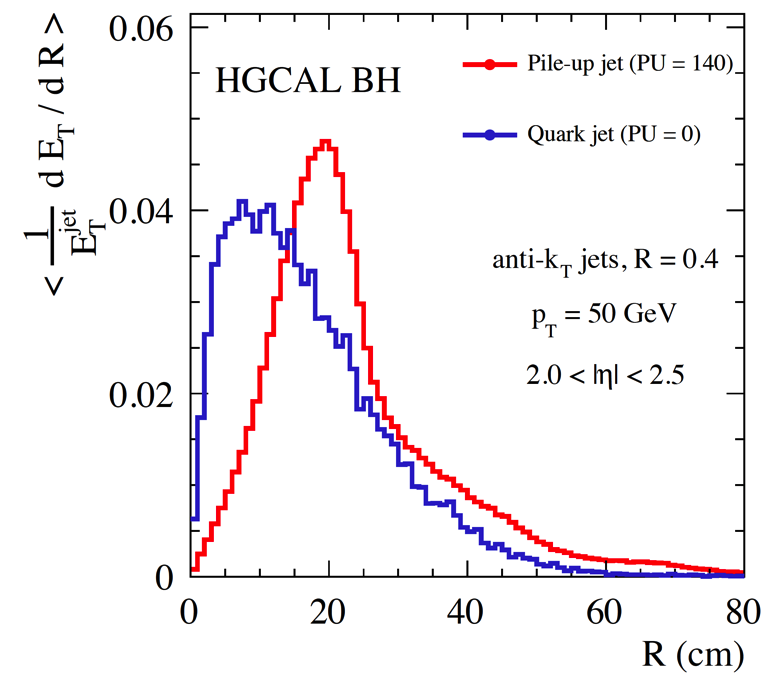 < 1/E_T^jet d E_T / d R >
0.06
0.04
0.02
0
HGCAL BH
Pile-up jet (PU = 140)
Quark jet (PU = 0)
anti-k_T jets, R = 0.4
p_T = 50 GeV
2.0 < |η| < 2.5
0 20 40 60 80
R (cm)